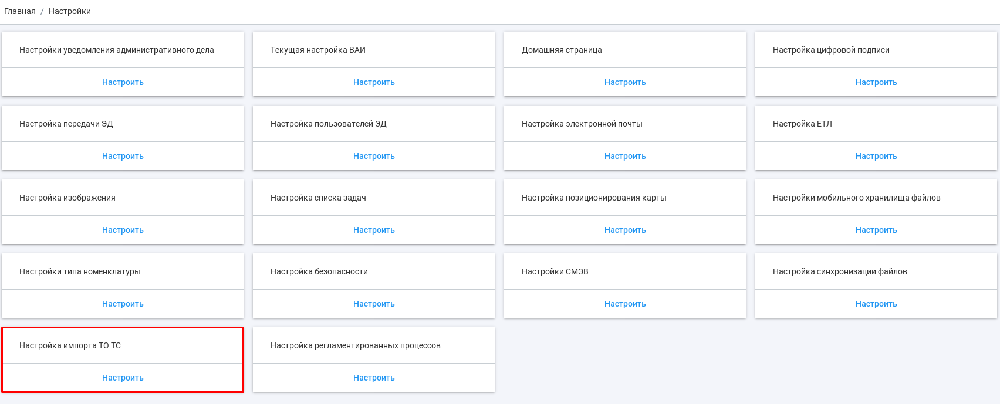 Главная / Настройки
Настройки уведомления административного дела
Текущая настройка ВАИ
Домашняя страница
Настройка цифровой подписи
Настроить
Настроить
Настроить
Настроить
Настройка передачи ЭД
Настройка пользователей ЭД
Настройка электронной почты
Настройка ЕТЛ
Настроить
Настроить
Настроить
Настроить
Настройка изображения
Настройка списка задач
Настройка позиционирования карты
Настройки мобильного хранилища файлов
Настроить
Настроить
Настроить
Настроить
Настройки типа номенклатуры
Настройка безопасности
Настройки СМЭВ
Настройка синхронизации файлов
Настроить
Настроить
Настроить
Настроить
Настройка импорта ТО ТС
Настройка регламентированных процессов
Настроить
Настроить